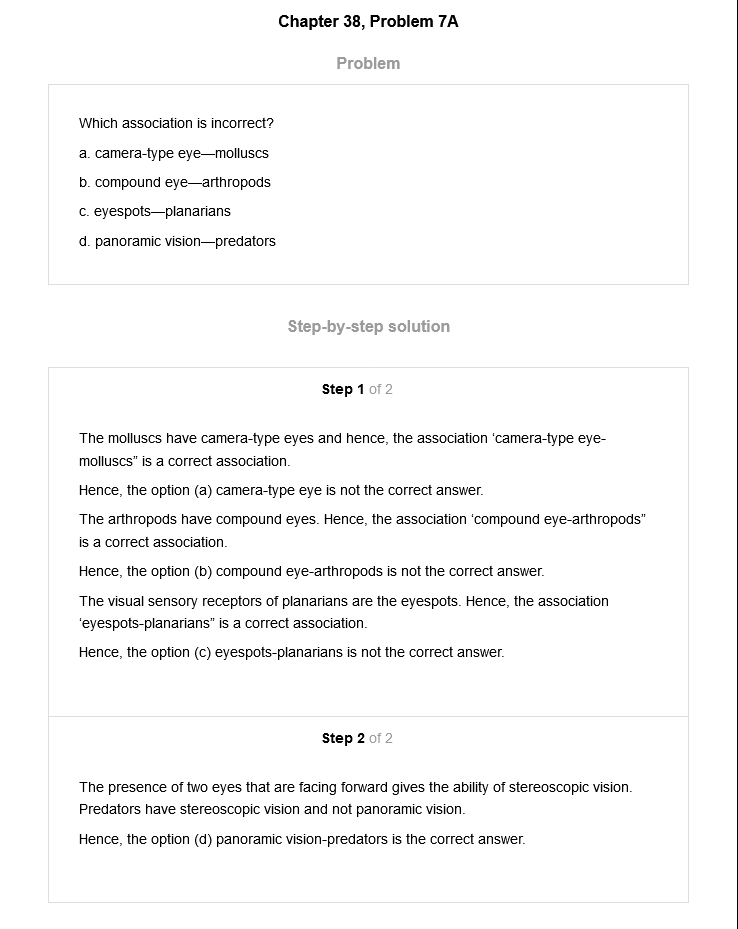 Chapter 38, Problem 7A
Problem
Which association is incorrect?
a. camera-type eye—molluscs
b. compound eye—arthropods
c. eyespots—planarians
d. panoramic vision—predators
Step-by-step solution
Step 1 of 2
The molluscs have camera-type eyes and hence, the association ‘camera-type eye-
molluscs” is a correct association.
Hence, the option (a) camera-type eye is not the correct answer.
The arthropods have compound eyes. Hence, the association ‘compound eye-arthropods”
is a correct association.
Hence, the option (b) compound eye-arthropods is not the correct answer.
The visual sensory receptors of planarians are the eyespots. Hence, the association
‘eyespots-planarians” is a correct association.
Hence, the option (c) eyespots-planarians is not the correct answer.
Step 2 of 2
The presence of two eyes that are facing forward gives the ability of stereoscopic vision.
Predators have stereoscopic vision and not panoramic vision.
Hence, the option (d) panoramic vision-predators is the correct answer.